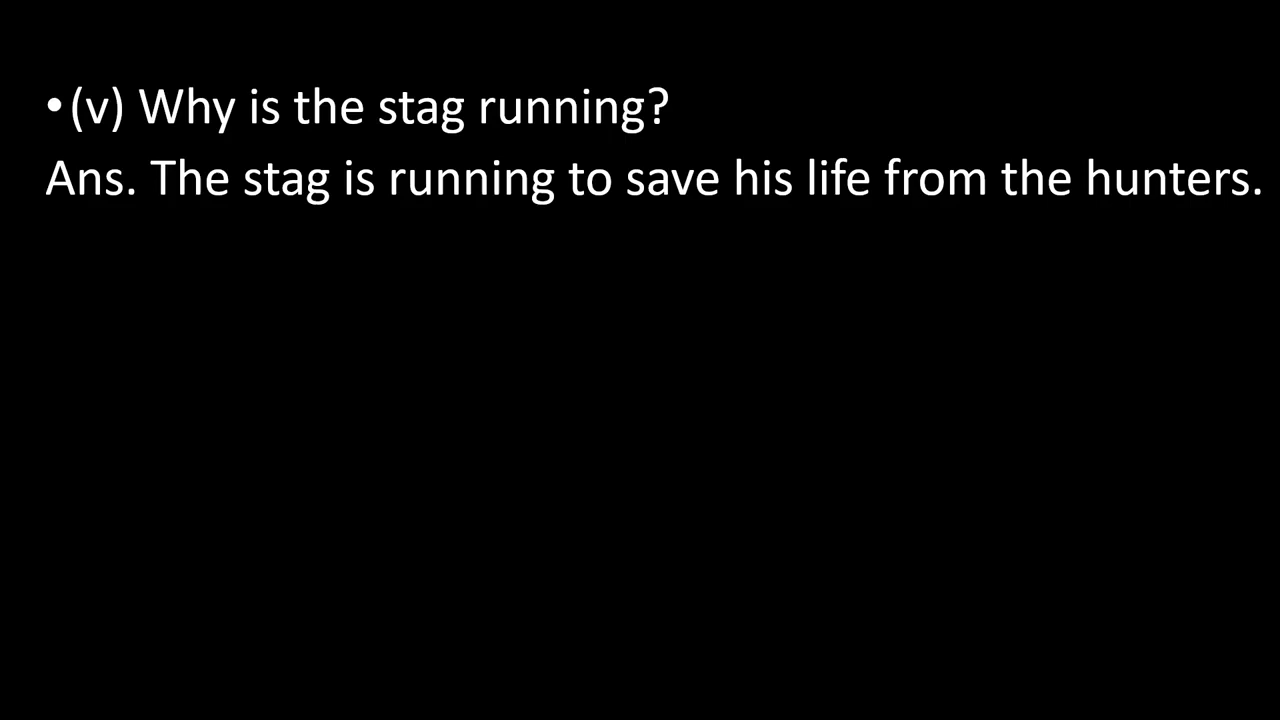 •(v) Why is the stag running?
Ans. The stag is running to save his life from the hunters.